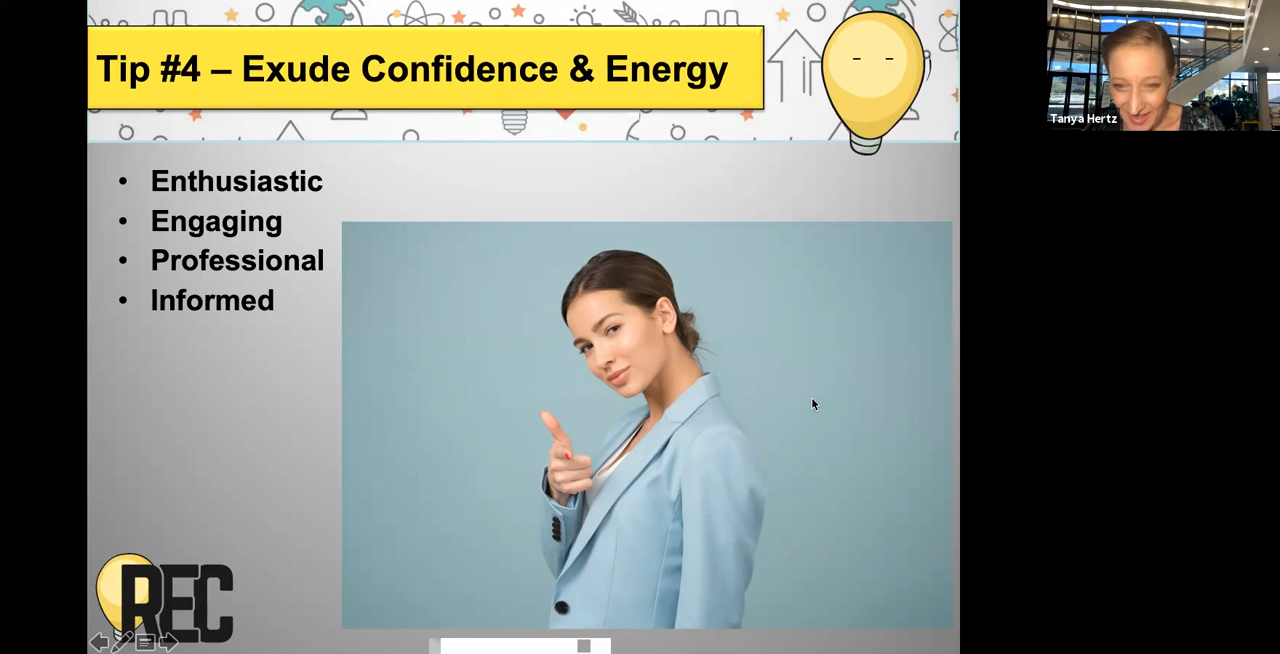 Tip #4 – Exude Confidence & Energy
Tanya Hertz
• Enthusiastic
• Engaging
• Professional
• Informed
REC